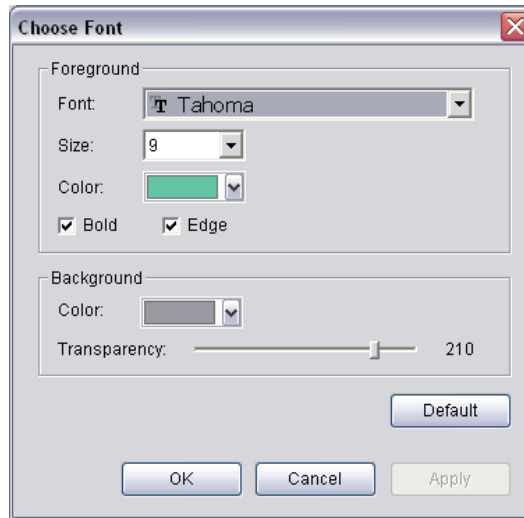 Choose Font
Foreground
Font: Tahoma
Size: 9
Color:
Bold Edge
Background
Color:
Transparency: 210
Default
OK Cancel Apply